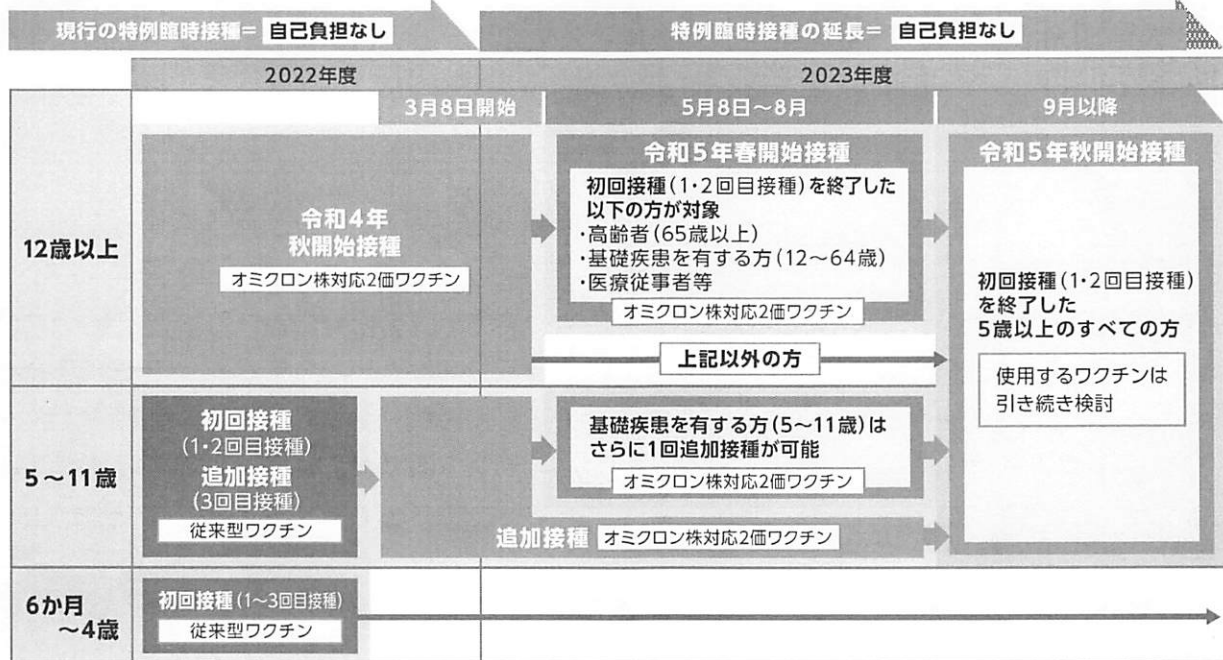 現行の特例臨時接種= 自己負担なし
特例臨時接種の延長= 自己負担なし
2022年度
2023年度
3月8日開始
5月8日~8月
9月以降
12歳以上
令和4年
秋開始接種
オミクロン株対応2価ワクチン
令和5年春開始接種
初回接種(1・2回目接種)を終了した
以下の方が対象
・高齢者(65歳以上)
・基礎疾患を有する方(12~64歳)
・医療従事者等
オミクロン株対応2価ワクチン
上記以外の方
令和5年秋開始接種
初回接種(1・2回目接種)
を終了した
5歳以上のすべての方
使用するワクチンは
引き続き検討
5~11歳
初回接種
(1・2回目接種)
追加接種
(3回目接種)
従来型ワクチン
基礎疾患を有する方(5~11歳)は
さらに1回追加接種が可能
オミクロン株対応2価ワクチン
追加接種 オミクロン株対応2価ワクチン
6か月
~4歳
初回接種(1~3回目接種)
従来型ワクチン